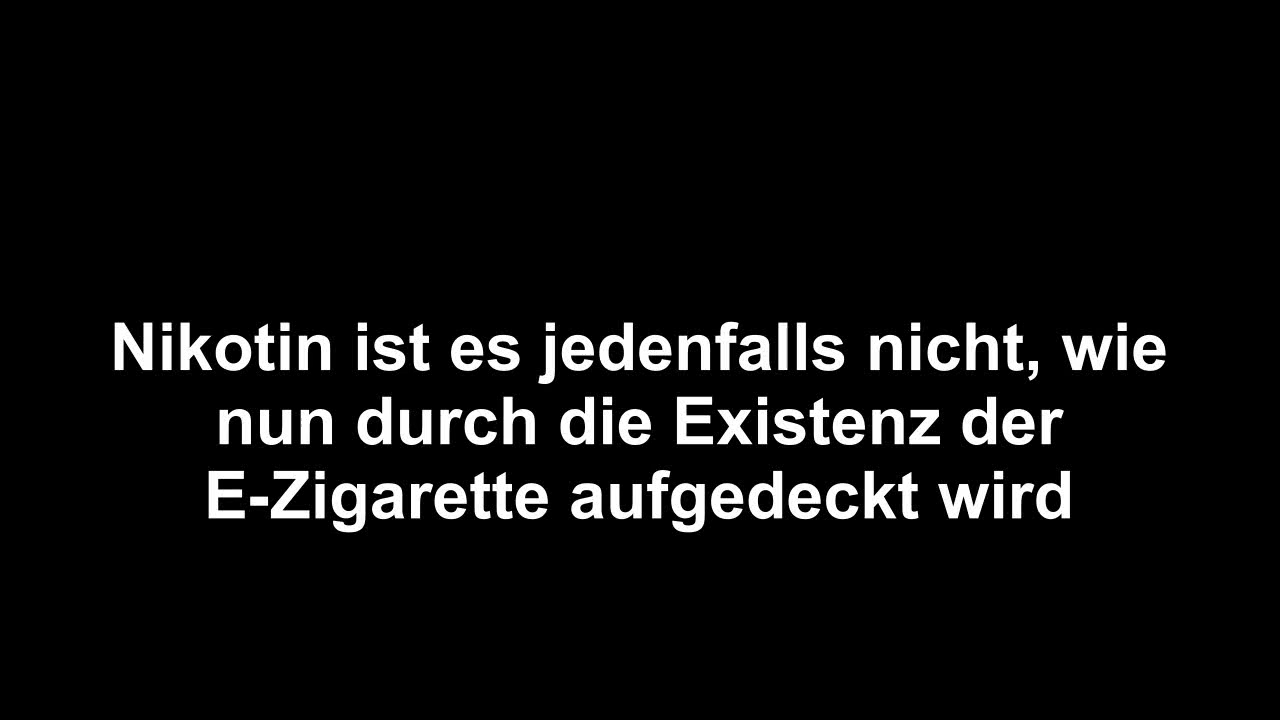 Nikotin ist es jedenfalls nicht, wie
nun durch die Existenz der
E-Zigarette aufgedeckt wird